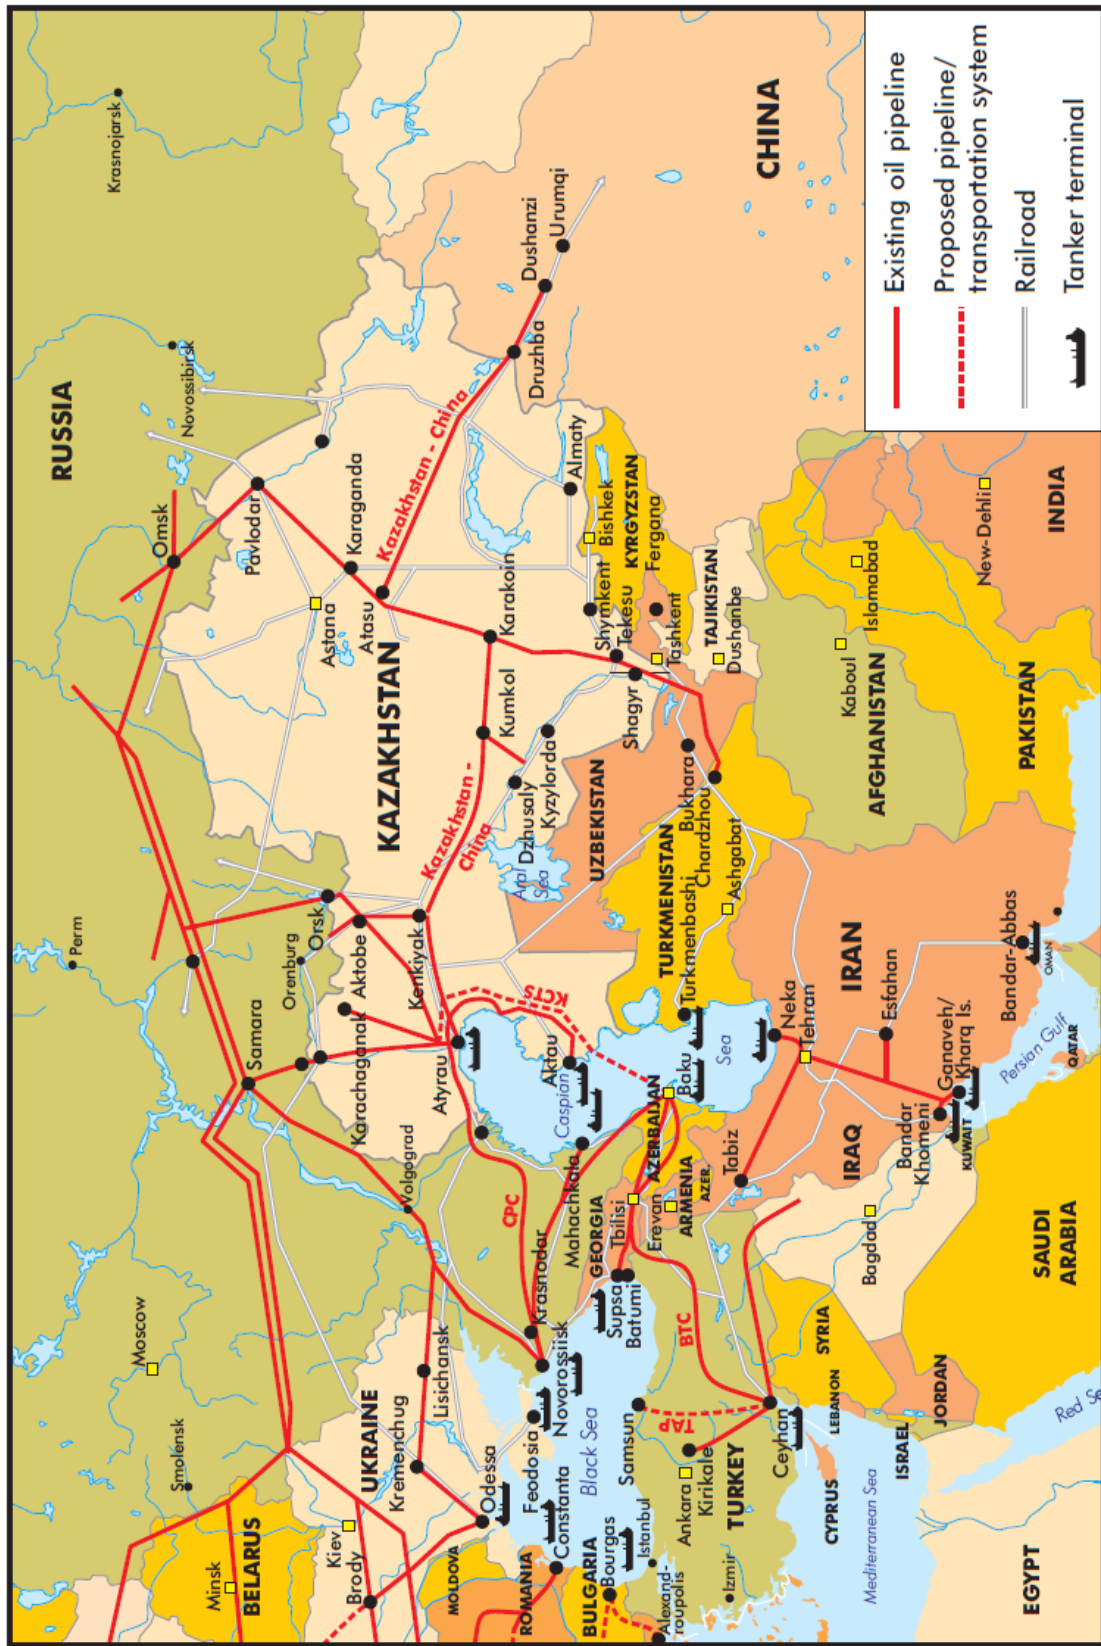 RUSSIA
Krasnojarsk
Novossibirsk
Omsk
Perm
Samara
Moscow
Smolensk
Minsk
BELARUS
Kiev
Brody
UKRAINE
Kremenchug
Lisichansk
Odessa
MOLDOVA
ROMANIA
Constanta
BULGARIA
Bourgas
Alexand-
roupolis
Istanbul
Izmir
Feodosia
Novorossiisk
Krasnodar
Black Sea
Volgograd
Orenburg
Orsk
Aktobe
Karachaganak
Kenkiyak
Atyrau
KCTS
Aktau
Caspian
Sea
CPC
Mahachkala
Pavlodar
Astana
Karaganda
Atasu
KAZAKHSTAN
Kazakhstan - China
Kazakhstan -
China
Karakoin
Kumkol
Dzhusaly
Kyzylorda
Aral
Sea
Druzhba
Dushanzi
Urumqi
CHINA
Almaty
Bishkek
KYRGYZSTAN
Fergana
Shymkent
Tekesu
Shagyr
Tashkent
TAJIKISTAN
Dushanbe
UZBEKISTAN
Bukhara
Chardzhou
TURKMENISTAN
Turkmenbashi
Ashgabat
GEORGIA
Tbilisi
Supsa
Batumi
AZERBAIJAN
Baku
Erevan
ARMENIA
AZER.
BTC
Samsun
TAP
Ankara
Kirikale
TURKEY
Ceyhan
CYPRUS
Mediterranean Sea
LEBANON
SYRIA
ISRAEL
JORDAN
EGYPT
Red Se
SAUDI
ARABIA
IRAQ
Bagdad
Tabiz
Neka
Tehran
IRAN
Esfahan
Bandar
Khomeni
Ganaveh/
Kharq Is.
KUWAIT
Persian Gulf
QATAR
Bandar-Abbas
OMAN
AFGHANISTAN
Kaboul
Islamabad
PAKISTAN
New-Dehli
INDIA
Existing oil pipeline
Proposed pipeline/
transportation system
Railroad
Tanker terminal